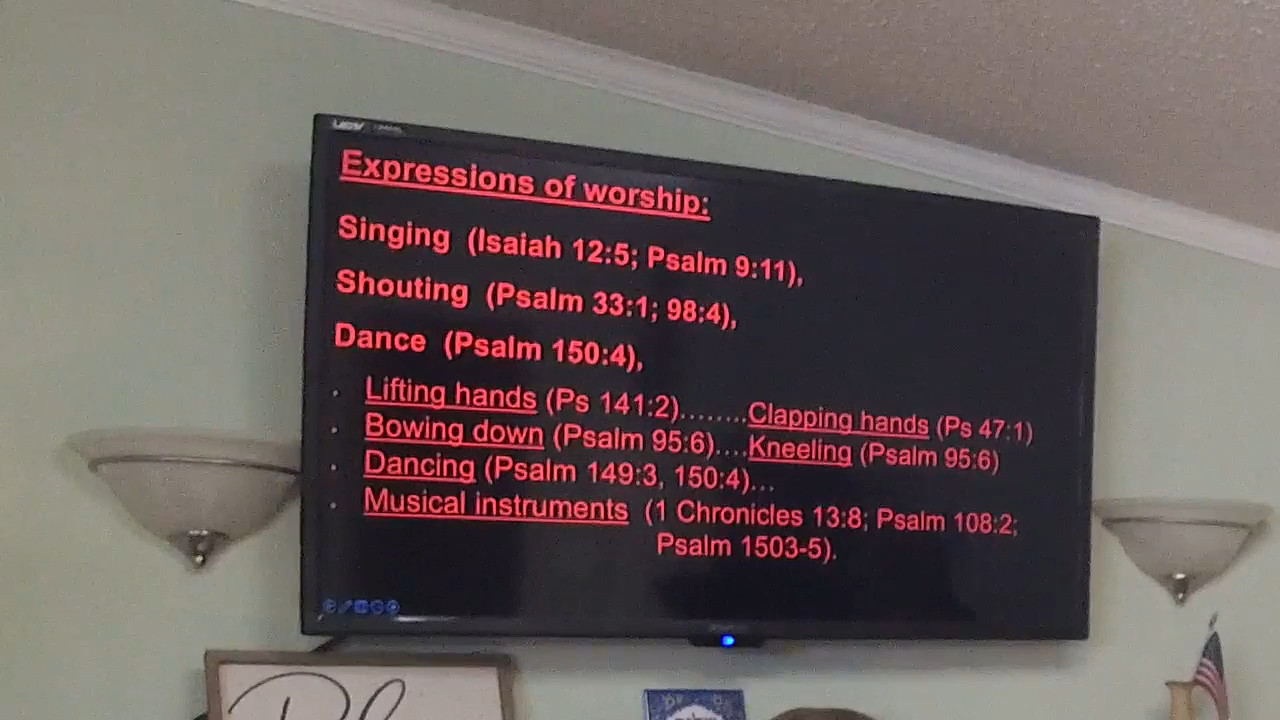 Expressions of worship:
Singing (Isaiah 12:5; Psalm 9:11),
Shouting (Psalm 33:1; 98:4),
Dance (Psalm 150:4),
· Lifting hands (Ps 141:2)........Clapping hands (Ps 47:1)
· Bowing down (Psalm 95:6)....Kneeling (Psalm 95:6)
· Dancing (Psalm 149:3, 150:4)...
· Musical instruments (1 Chronicles 13:8; Psalm 108:2;
Psalm 1503-5).